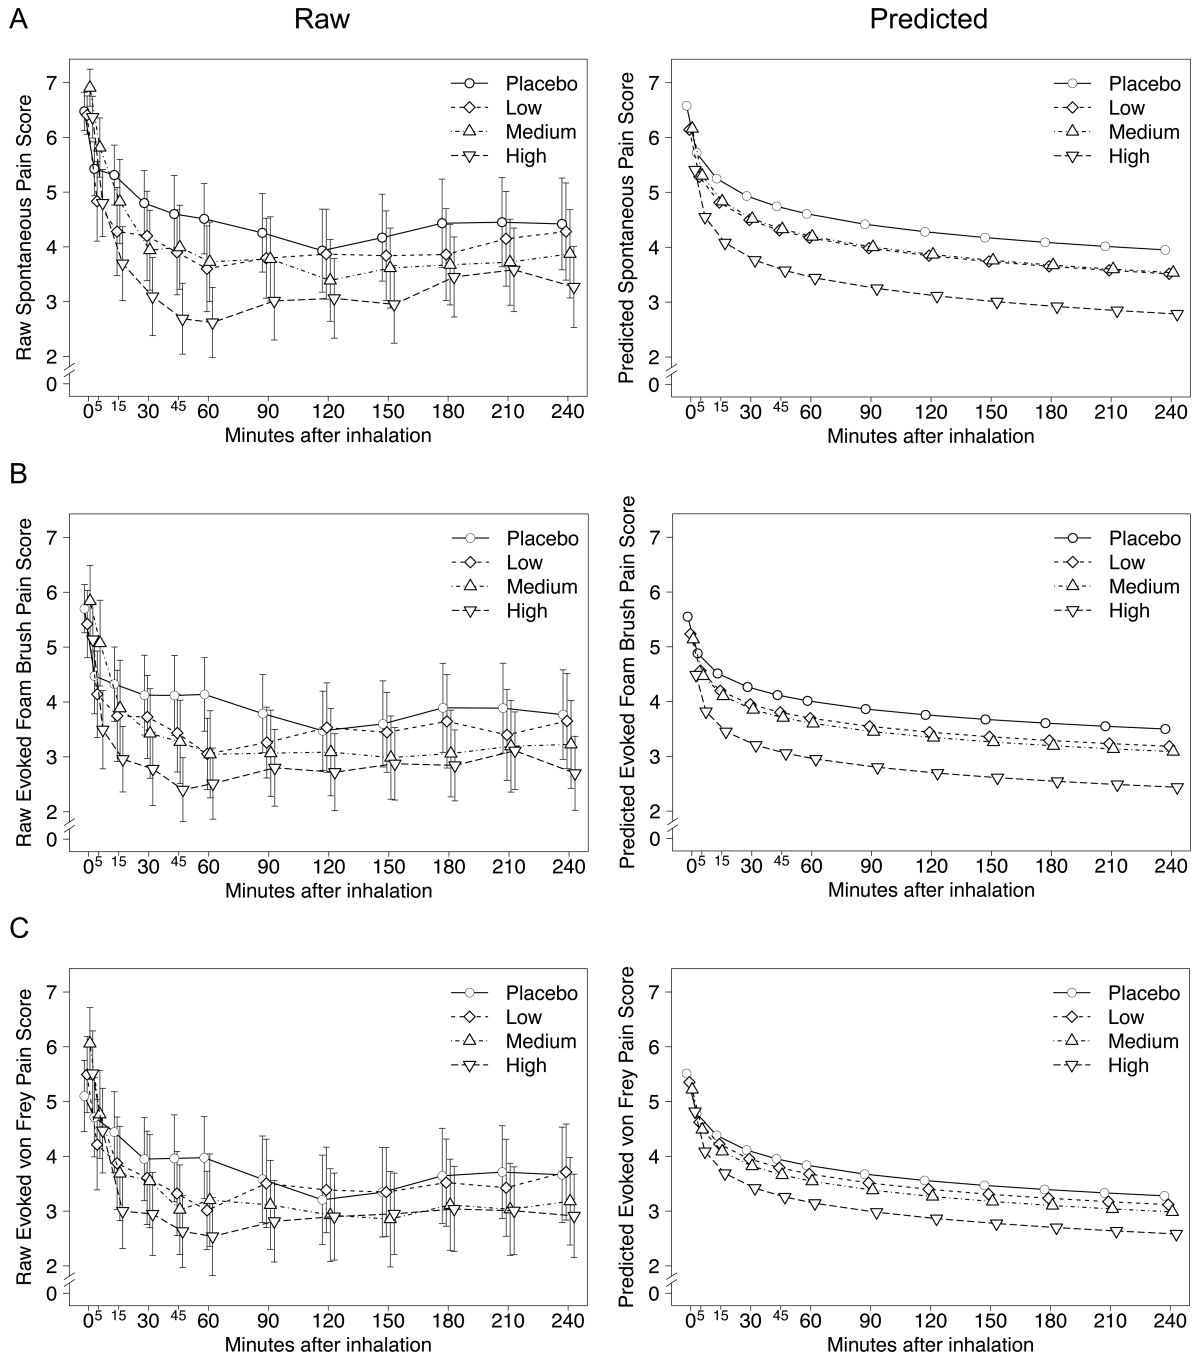 A
Raw
Predicted
Raw Spontaneous Pain Score
7
6
5
4
3
2
0
Placebo
Low
Medium
High
0 5 15 30 45 60 90 120 150 180 210 240
Minutes after inhalation
Predicted Spontaneous Pain Score
7
6
5
4
3
2
0
Placebo
Low
Medium
High
0 5 15 30 45 60 90 120 150 180 210 240
Minutes after inhalation
B
Raw Evoked Foam Brush Pain Score
7
6
5
4
3
2
0
Placebo
Low
Medium
High
0 5 15 30 45 60 90 120 150 180 210 240
Minutes after inhalation
Predicted Evoked Foam Brush Pain Score
7
6
5
4
3
2
0
Placebo
Low
Medium
High
0 5 15 30 45 60 90 120 150 180 210 240
Minutes after inhalation
C
Raw Evoked von Frey Pain Score
7
6
5
4
3
2
0
Placebo
Low
Medium
High
0 5 15 30 45 60 90 120 150 180 210 240
Minutes after inhalation
Predicted Evoked von Frey Pain Score
7
6
5
4
3
2
0
Placebo
Low
Medium
High
0 5 15 30 45 60 90 120 150 180 210 240
Minutes after inhalation